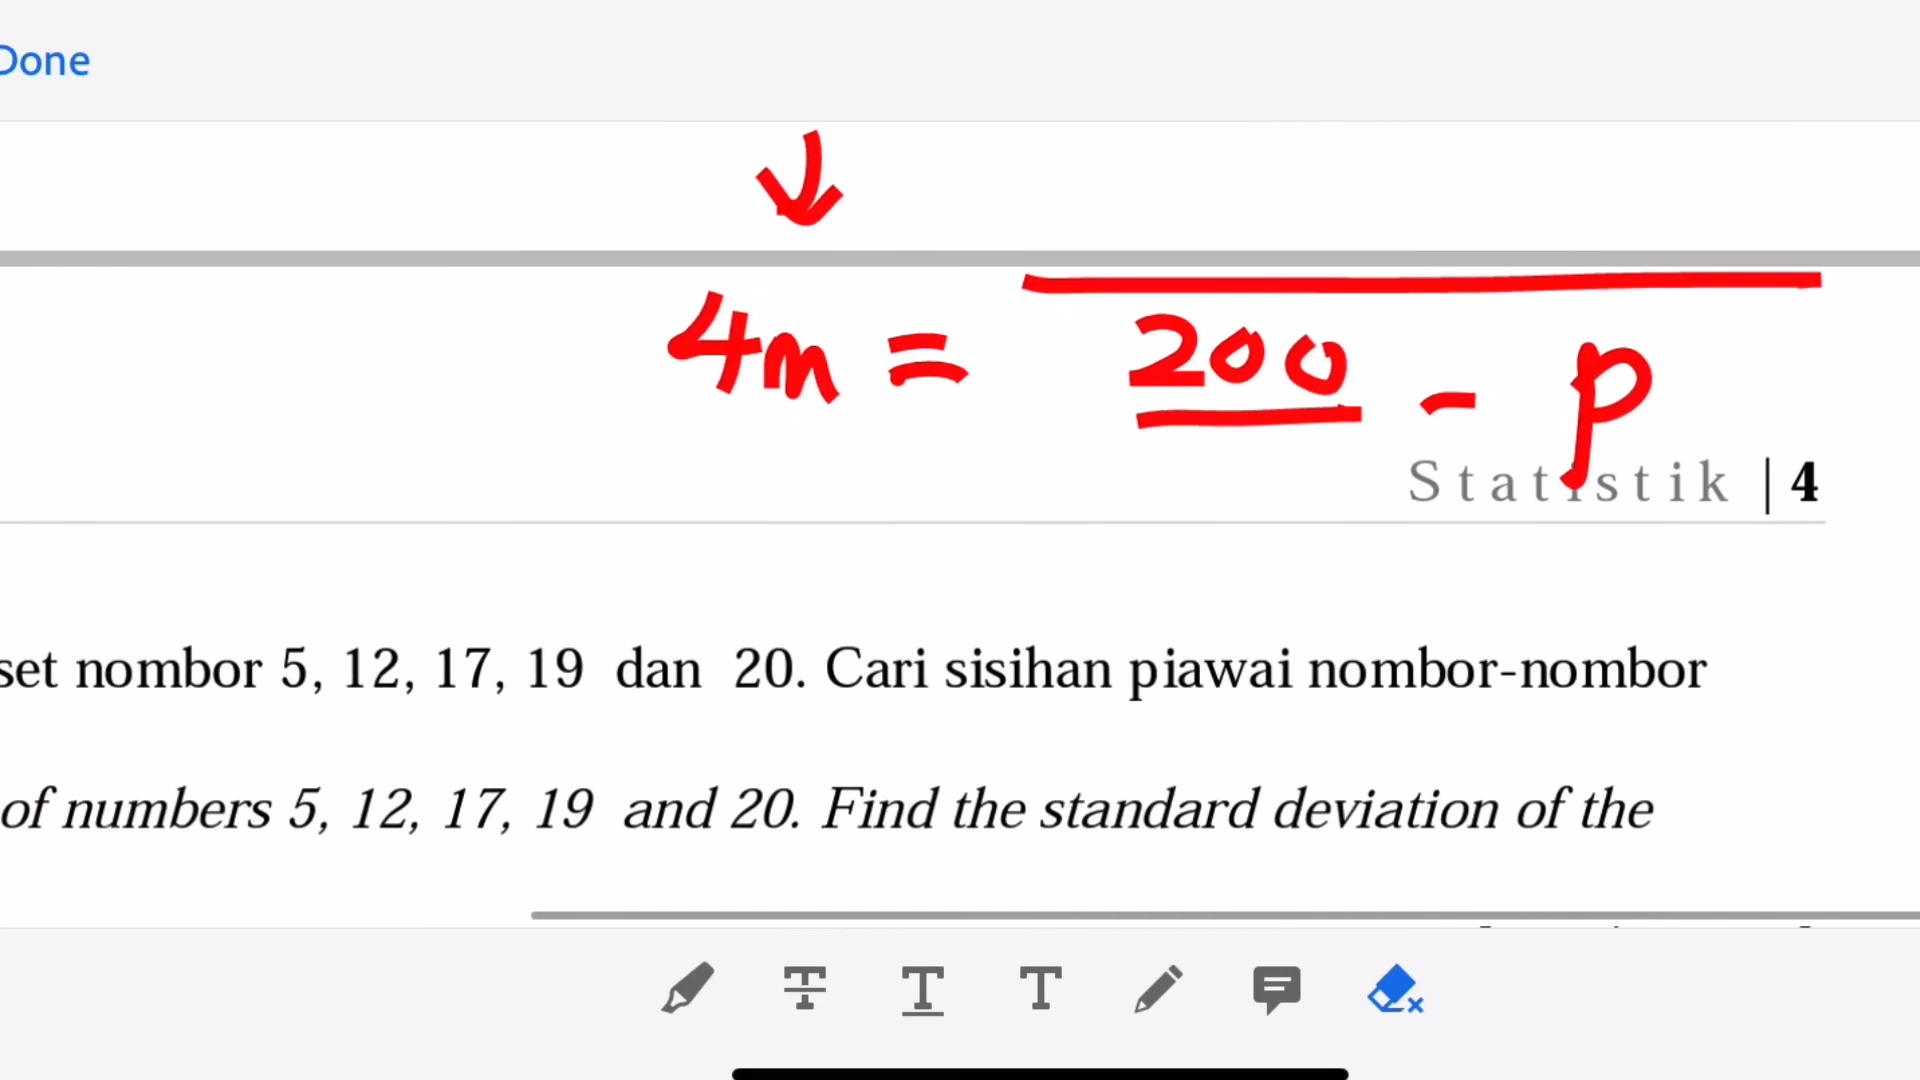 Done
4m = 200 - p
Statistik | 4
set nombor 5, 12, 17, 19 dan 20. Cari sisihan piawai nombor-nombor
of numbers 5, 12, 17, 19 and 20. Find the standard deviation of the